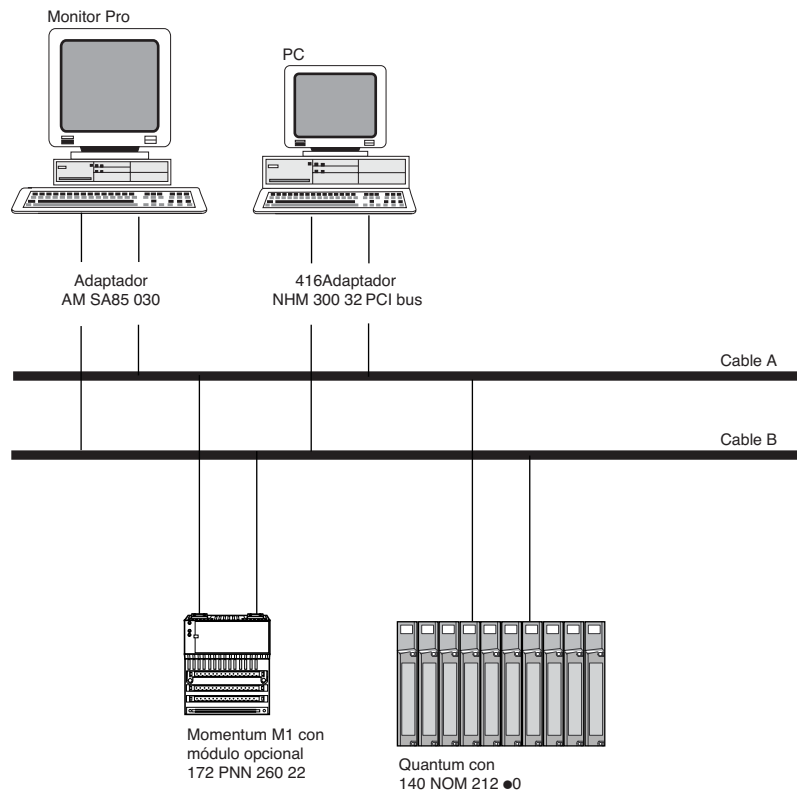 Monitor Pro
PC
Adaptador
AM SA85 030
416Adaptador
NHM 300 32 PCI bus
Cable A
Cable B
Momentum M1 con
módulo opcional
172 PNN 260 22
Quantum con
140 NOM 212 ●0